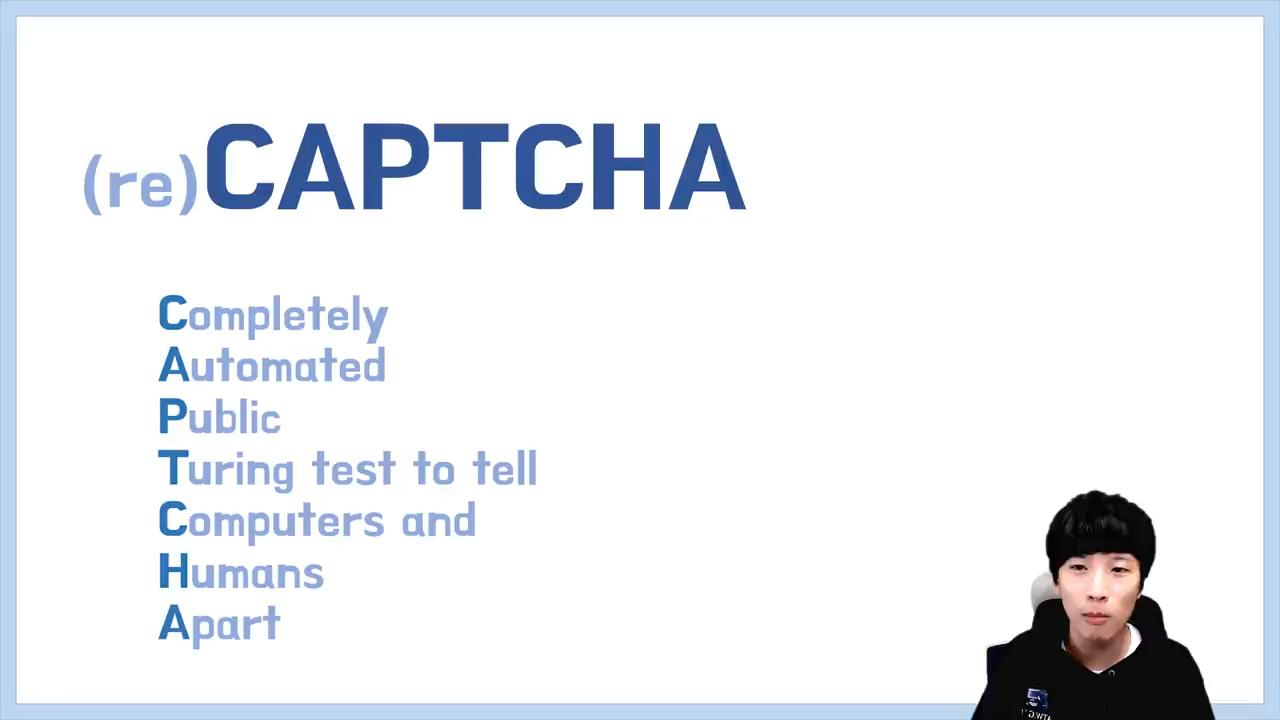 (re)CAPTCHA
Completely
Automated
Public
Turing test to tell
Computers and
Humans
Apart